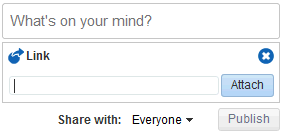 What's on your mind?
Link
Attach
Share with: Everyone Publish